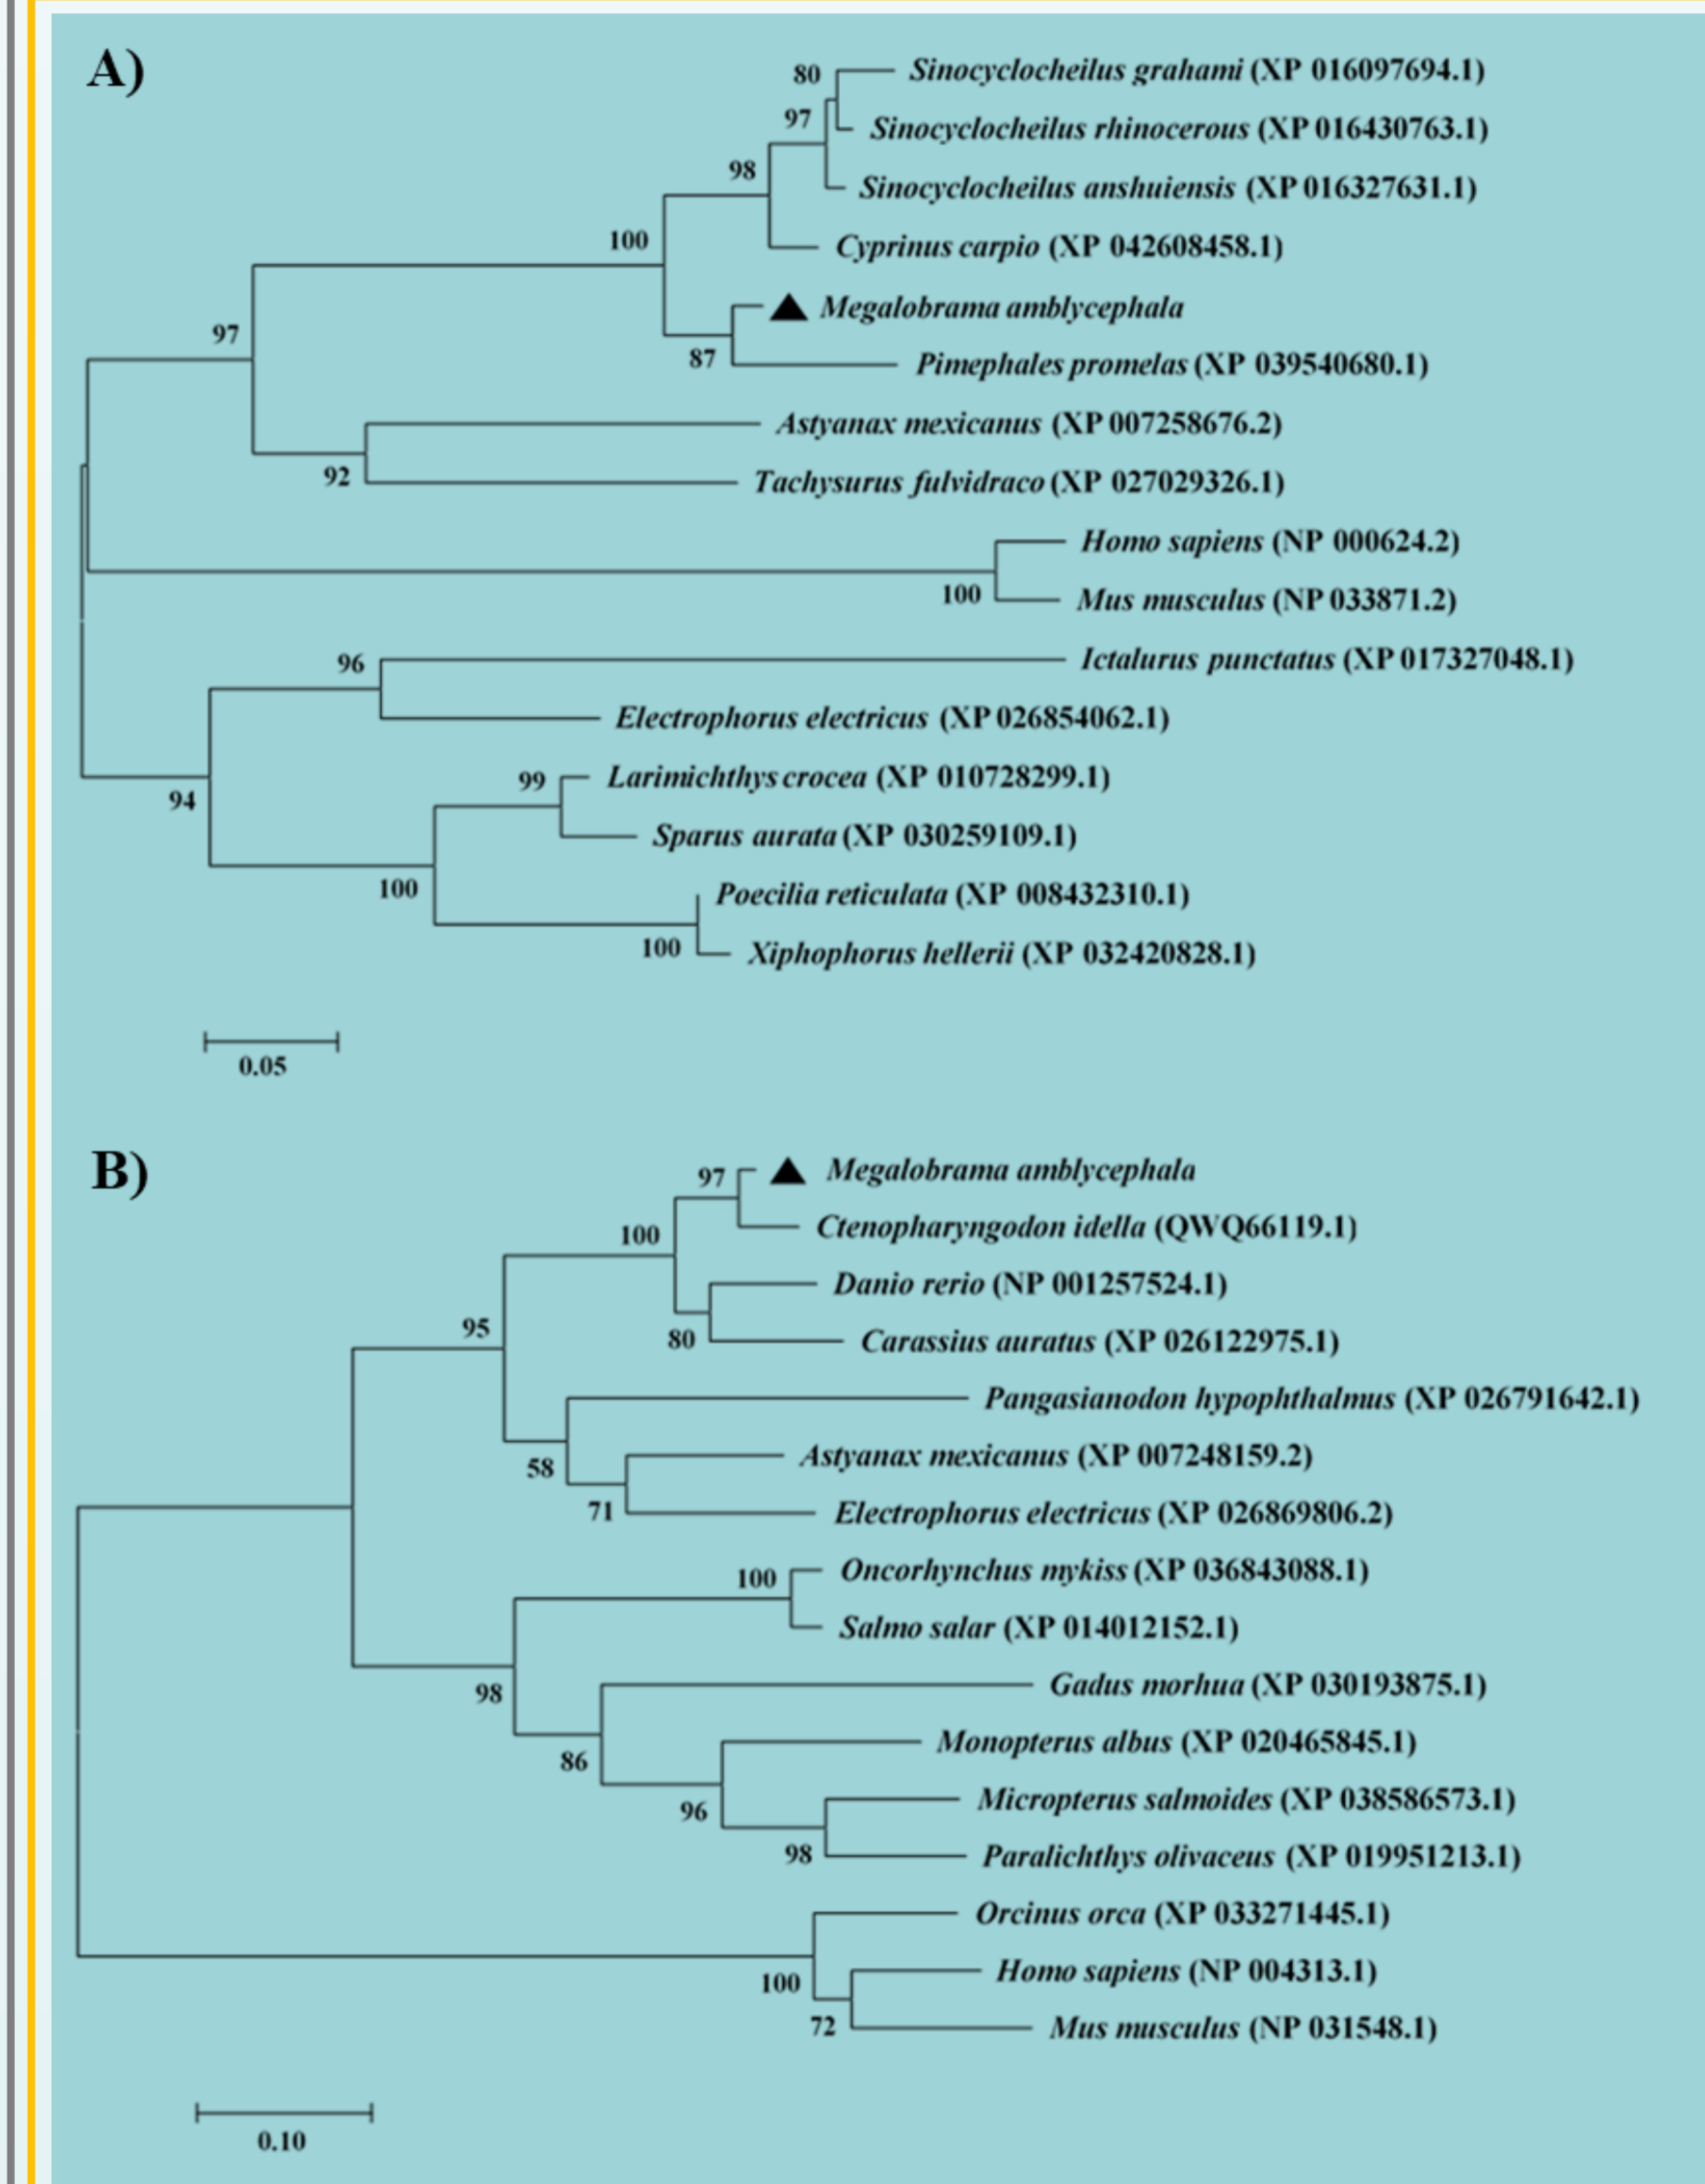 A)
80
Sinocyclocheilus grahami (XP 016097694.1)
97
Sinocyclocheilus rhinocerous (XP 016430763.1)
98
Sinocyclocheilus anshuiensis (XP 016327631.1)
100
Cyprinus carpio (XP 042608458.1)
Megalobrama amblycephala
97
87
Pimephales promelas (XP 039540680.1)
Astyanax mexicanus (XP 007258676.2)
92
Tachysurus fulvidraco (XP 027029326.1)
Homo sapiens (NP 000624.2)
100
Mus musculus (NP 033871.2)
96
Ictalurus punctatus (XP 017327048.1)
Electrophorus electricus (XP 026854062.1)
94
99
Larimichthys crocea (XP 010728299.1)
Sparus aurata (XP 030259109.1)
100
Poecilia reticulata (XP 008432310.1)
100
Xiphophorus hellerii (XP 032420828.1)
0.05
B)
97
Megalobrama amblycephala
100
Ctenopharyngodon idella (QWQ66119.1)
Danio rerio (NP 001257524.1)
95
80
Carassius auratus (XP 026122975.1)
Pangasianodon hypophthalmus (XP 026791642.1)
58
Astyanax mexicanus (XP 007248159.2)
71
Electrophorus electricus (XP 026869806.2)
100
Oncorhynchus mykiss (XP 036843088.1)
Salmo salar (XP 014012152.1)
98
Gadus morhua (XP 030193875.1)
86
Monopterus albus (XP 020465845.1)
96
Micropterus salmoides (XP 038586573.1)
98
Paralichthys olivaceus (XP 019951213.1)
Orcinus orca (XP 033271445.1)
100
Homo sapiens (NP 004313.1)
72
Mus musculus (NP 031548.1)
0.10